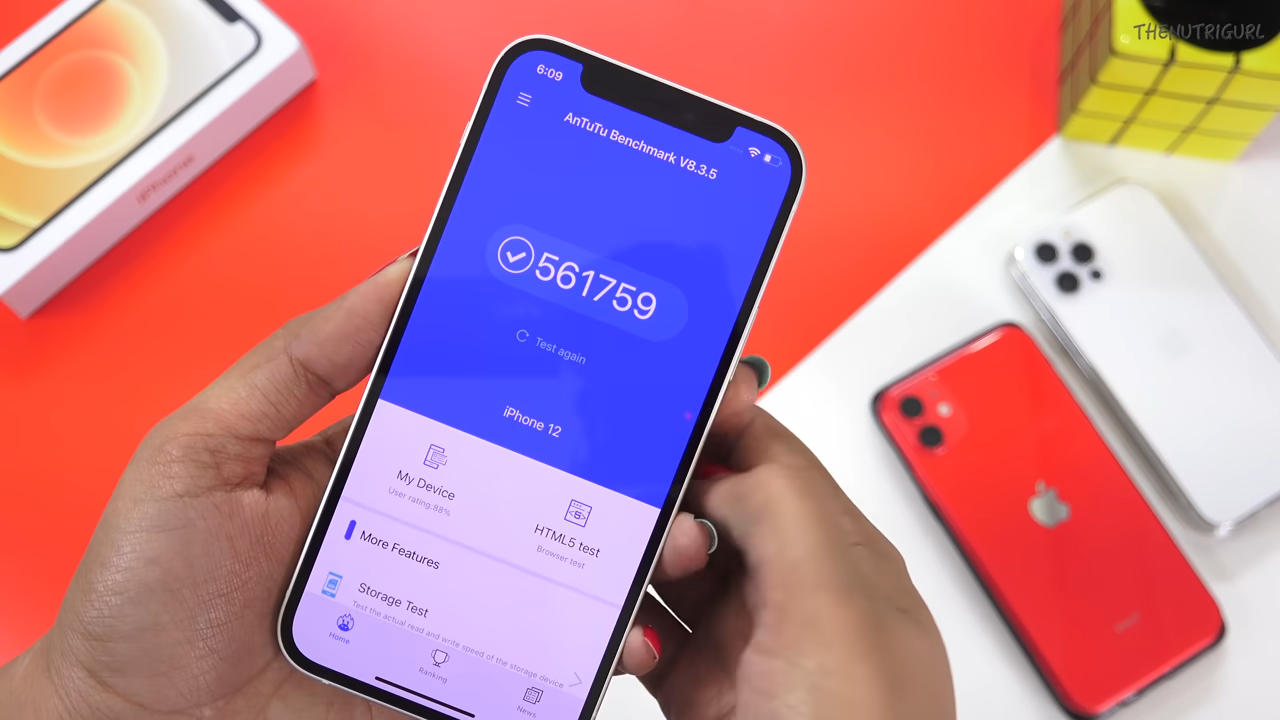 THENUTRIGURL
iPhone
6:09
AnTuTu Benchmark V8.3.5
561759
Test again
iPhone 12
My Device
User rating:88%
HTML5 test
Browser test
More Features
Storage Test
Test the actual read and write speed of the storage device
Home
Ranking
News